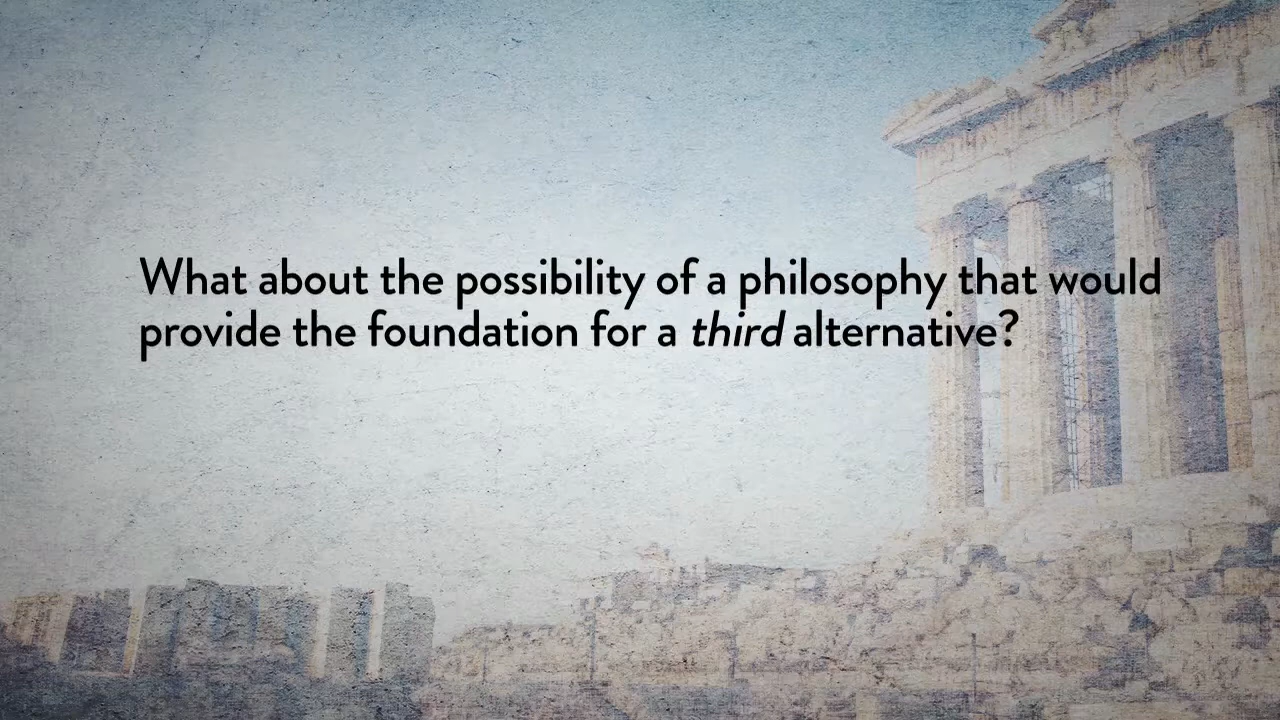 What about the possibility of a philosophy that would
provide the foundation for a third alternative?